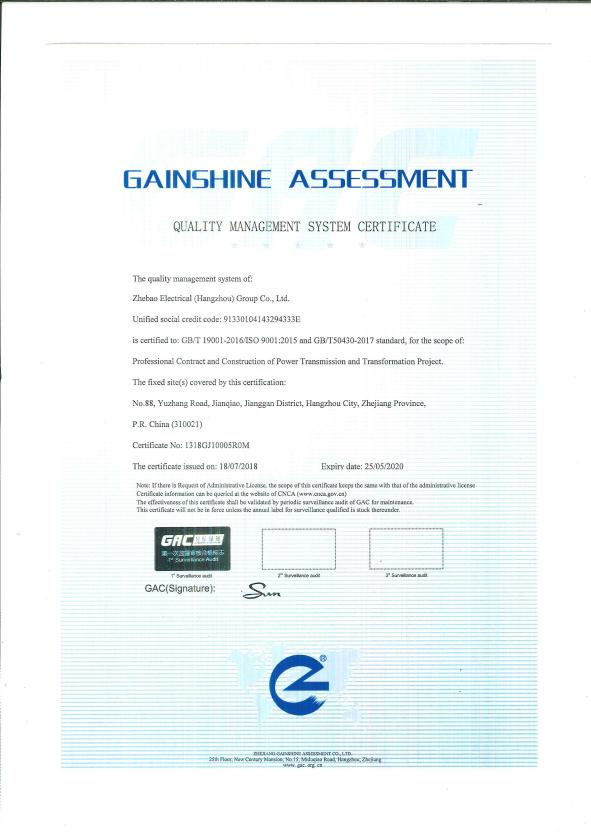 GAINSHINE ASSESSMENT
QUALITY MANAGEMENT SYSTEM CERTIFICATE
The quality management system of:
Zhebao Electrical (Hangzhou) Group Co., Ltd.
Unified social credit code: 91330104143294333E
is certified to: GB/T 19001-2016/ISO 9001:2015 and GB/T50430-2017 standard, for the scope of:
Professional Contract and Construction of Power Transmission and Transformation Project.
The fixed site(s) covered by this certification:
No.88, Yuzhang Road, Jianqiao, Jianggan District, Hangzhou City, Zhejiang Province,
P.R. China (310021)
Certificate No: 1318GJ10005R0M
The certificate issued on: 18/07/2018 Expiry date: 25/05/2020
Note: If there is Request of Administrative License, the scope of this certificate keeps the same with that of the administrative license
Certificate information can be queried at the website of CNCA (www.cnca.gov.cn)
The effectiveness of this certificate shall be validated by periodic surveillance audit of GAC for maintenance.
This certificate will not be in force unless the annual label for surveillance qualified is stuck thereunder.
GAC
第一次监督审核合格标志
1st Surveillance Audit
1st Surveillance audit 2nd Surveillance audit 3rd Surveillance audit
GAC(Signature): Sun
®
ZHEJIANG GAINSHINE ASSESSMENT CO., LTD.
25th Floor, New Century Mansion, No.15, Miduqiao Road, Hangzhou, Zhejiang
www. gac. org. cn